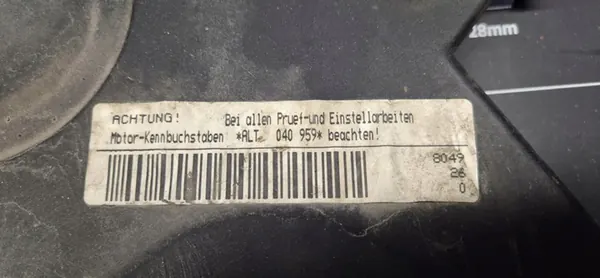 28mm
ACHTUNG! Bei allen Pruef-und Einstellarbeiten
Motor-Kennbuchstaben *ALT 040 959* beachten!
8049
26
0